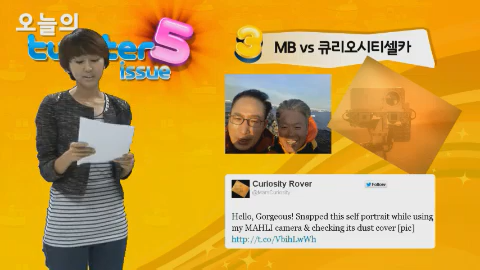 오늘의
twitter 5
issue
3 MB vs 큐리오시티셀카
Curiosity Rover
Follow
Hello, Gorgeous! Snapped this self portrait while using
my MAHLI camera & checking its dust cover [pic]
http://t.co/VbihLwWh